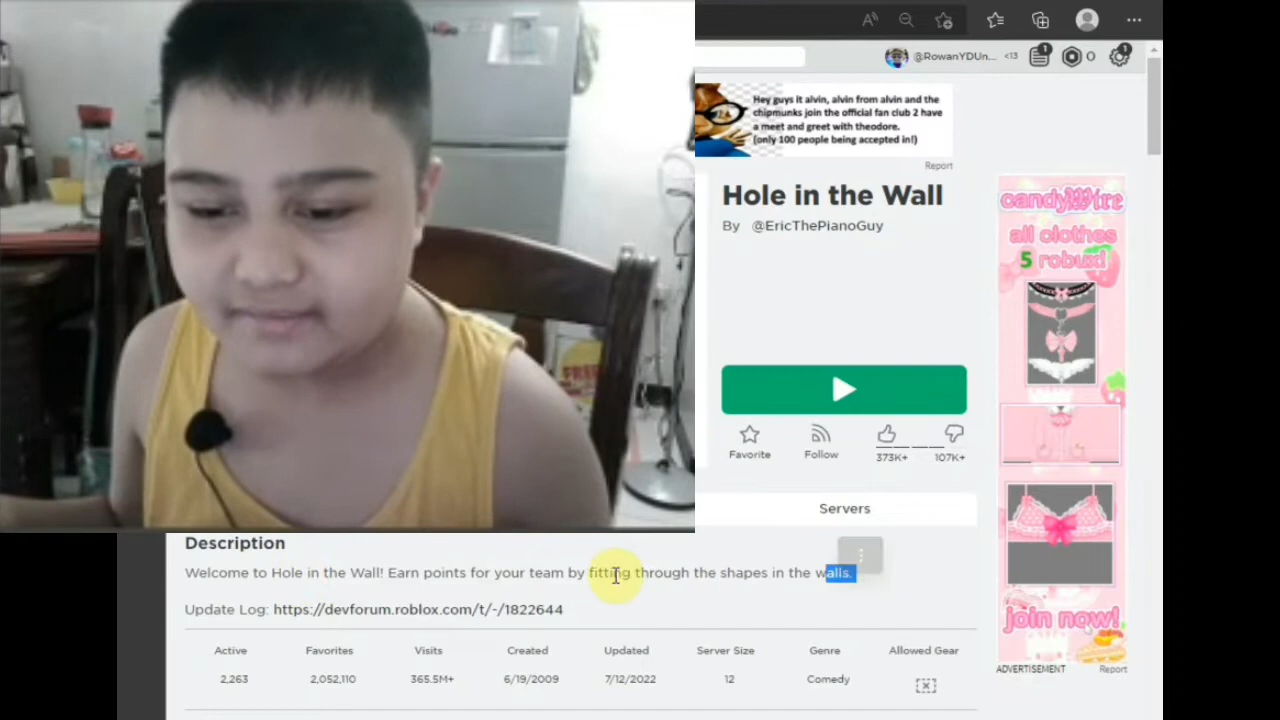 @RowanYDUn... <13 1 0 1
Hey guys it alvin, alvin from alvin and the
chipmunks join the official fan club 2 have
a meet and greet with theodore.
(only 100 people being accepted in!)
Report
Hole in the Wall
By @EricThePianoGuy
Favorite Follow 373K+ 107K+
Servers
Description
Welcome to Hole in the Wall! Earn points for your team by fitting through the shapes in the walls.
Update Log: https://devforum.roblox.com/t/-/1822644
Active Favorites Visits Created Updated Server Size Genre Allowed Gear
2,263 2,052,110 365.5M+ 6/19/2009 7/12/2022 12 Comedy
all clothes
5 robux!
join now!
ADVERTISEMENT Report